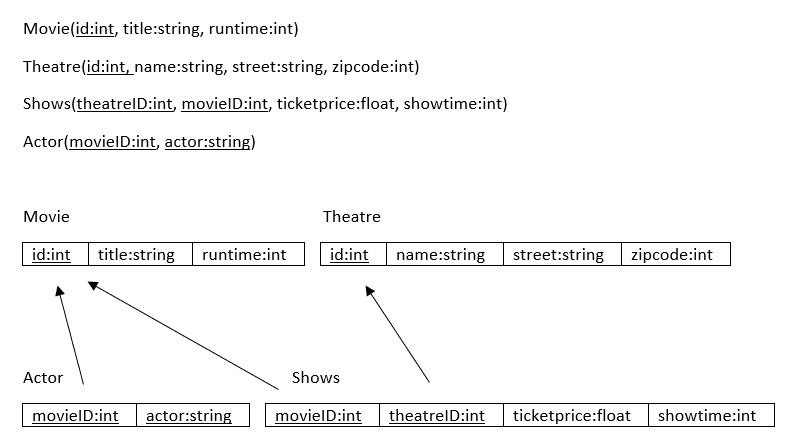 Movie(id:int, title:string, runtime:int)
Theatre(id:int, name:string, street:string, zipcode:int)
Shows(theatreID:int, movieID:int, ticketprice:float, showtime:int)
Actor(movieID:int, actor:string)
Movie Theatre
id:int title:string runtime:int id:int name:string street:string zipcode:int
Actor Shows
movieID:int actor:string movieID:int theatreID:int ticketprice:float showtime:int